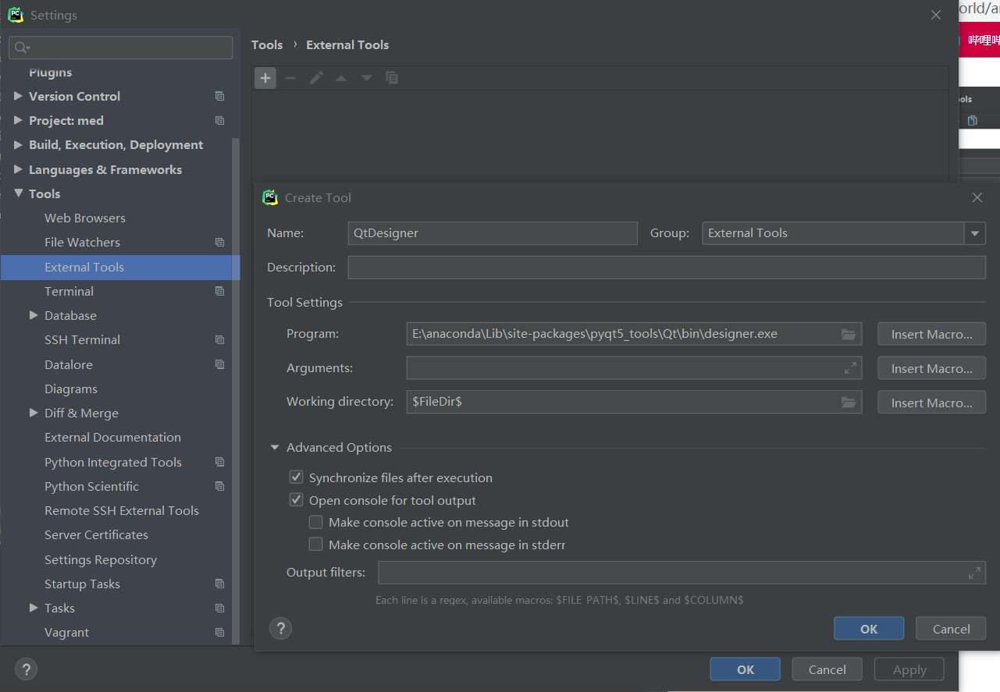 Settings
Plugins
Version Control
Project: med
Build, Execution, Deployment
Languages & Frameworks
Tools
Web Browsers
File Watchers
External Tools
Terminal
Database
SSH Terminal
Datalore
Diagrams
Diff & Merge
External Documentation
Python Integrated Tools
Python Scientific
Remote SSH External Tools
Server Certificates
Settings Repository
Startup Tasks
Tasks
Vagrant
Tools › External Tools
PC
Create Tool
Name: QtDesigner Group: External Tools
Description:
Tool Settings
Program: E:\anaconda\Lib\site-packages\pyqt5_tools\Qt\bin\designer.exe Insert Macro...
Arguments: Insert Macro...
Working directory: $FileDir$ Insert Macro...
Advanced Options
Synchronize files after execution
Open console for tool output
Make console active on message in stdout
Make console active on message in stderr
Output filters:
Each line is a regex, available macros: $FILE_PATH$, $LINE$ and $COLUMN$
? OK Cancel
? OK Cancel Apply
orld/a
哔哩
ols